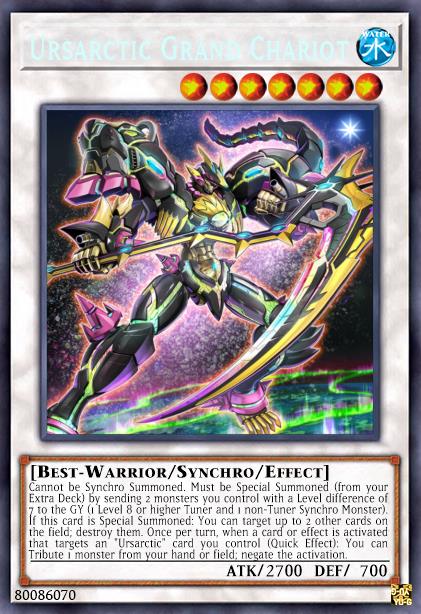 Ursarctic Grand Chariot
WATER
水
[Best-Warrior/Synchro/Effect]
Cannot be Synchro Summoned. Must be Special Summoned (from your
Extra Deck) by sending 2 monsters you control with a Level difference of
7 to the GY (1 Level 8 or higher Tuner and 1 non-Tuner Synchro Monster).
If this card is Special Summoned: You can target up to 2 other cards on
the field; destroy them. Once per turn, when a card or effect is activated
that targets an "Ursarctic" card you control (Quick Effect): You can
Tribute 1 monster from your hand or field; negate the activation.
ATK/2700 DEF/ 700
80086070